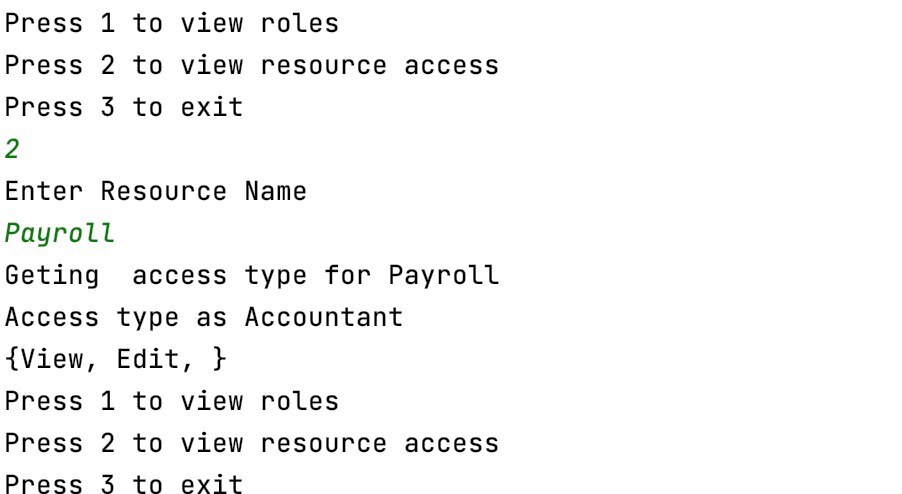 Press 1 to view roles
Press 2 to view resource access
Press 3 to exit
2
Enter Resource Name
Payroll
Geting  access type for Payroll
Access type as Accountant
{View, Edit, }
Press 1 to view roles
Press 2 to view resource access
Press 3 to exit